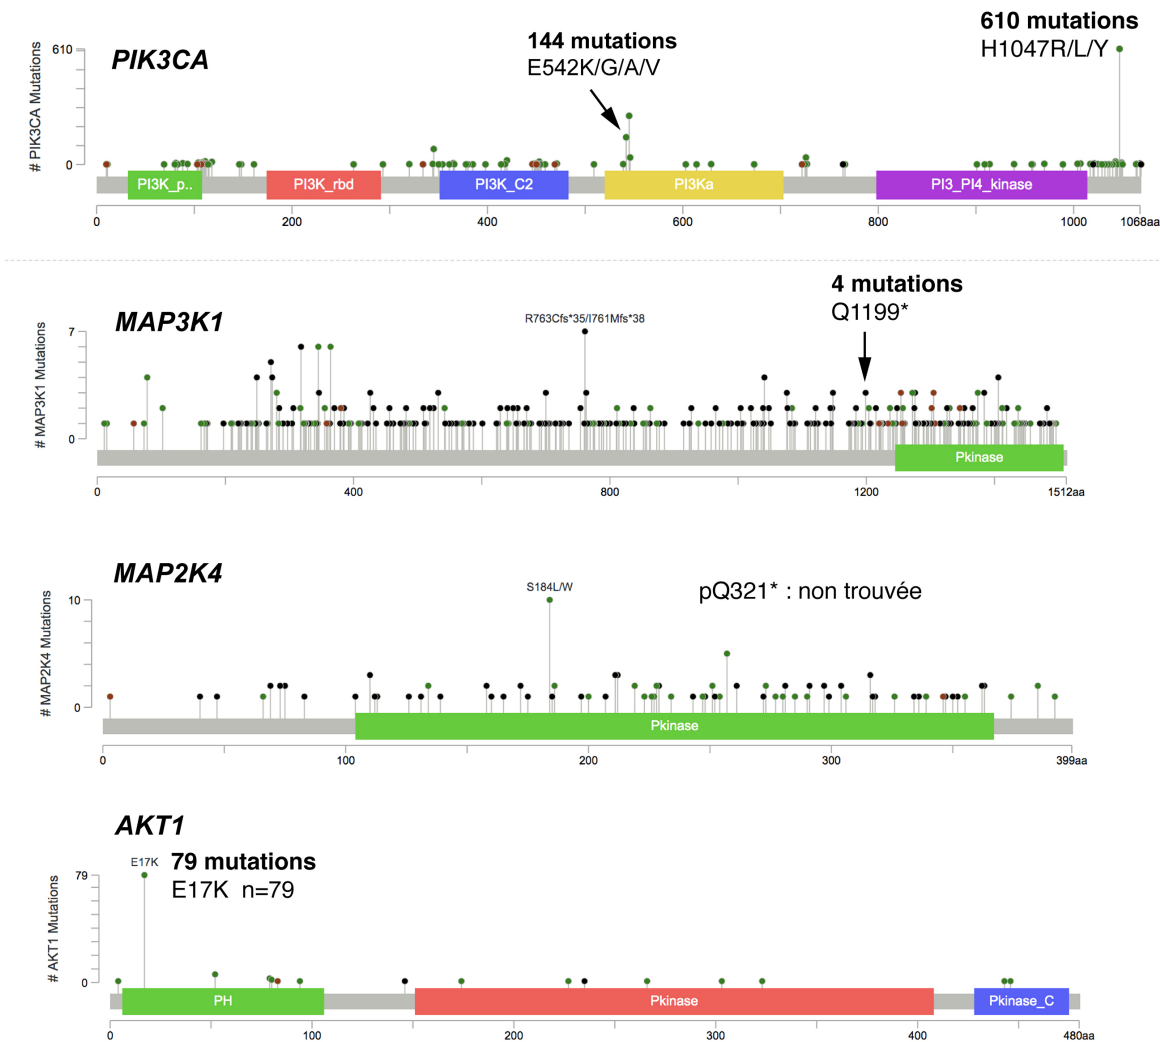 610 mutations
H1047R/L/Y
144 mutations
E542K/G/A/V
PIK3CA
# PIK3CA Mutations
610
0
PI3K_p..
PI3K_rbd
PI3K_C2
PI3Ka
PI3_PI4_kinase
0 200 400 600 800 1000 1068aa
4 mutations
Q1199*
MAP3K1
R763Cfs*35/I761Mfs*38
# MAP3K1 Mutations
7
0
Pkinase
0 400 800 1200 1512aa
MAP2K4
S184L/W
pQ321* : non trouvée
# MAP2K4 Mutations
10
0
Pkinase
0 100 200 300 399aa
AKT1
E17K
79 mutations
E17K n=79
# AKT1 Mutations
79
0
PH
Pkinase
Pkinase_C
0 100 200 300 400 480aa